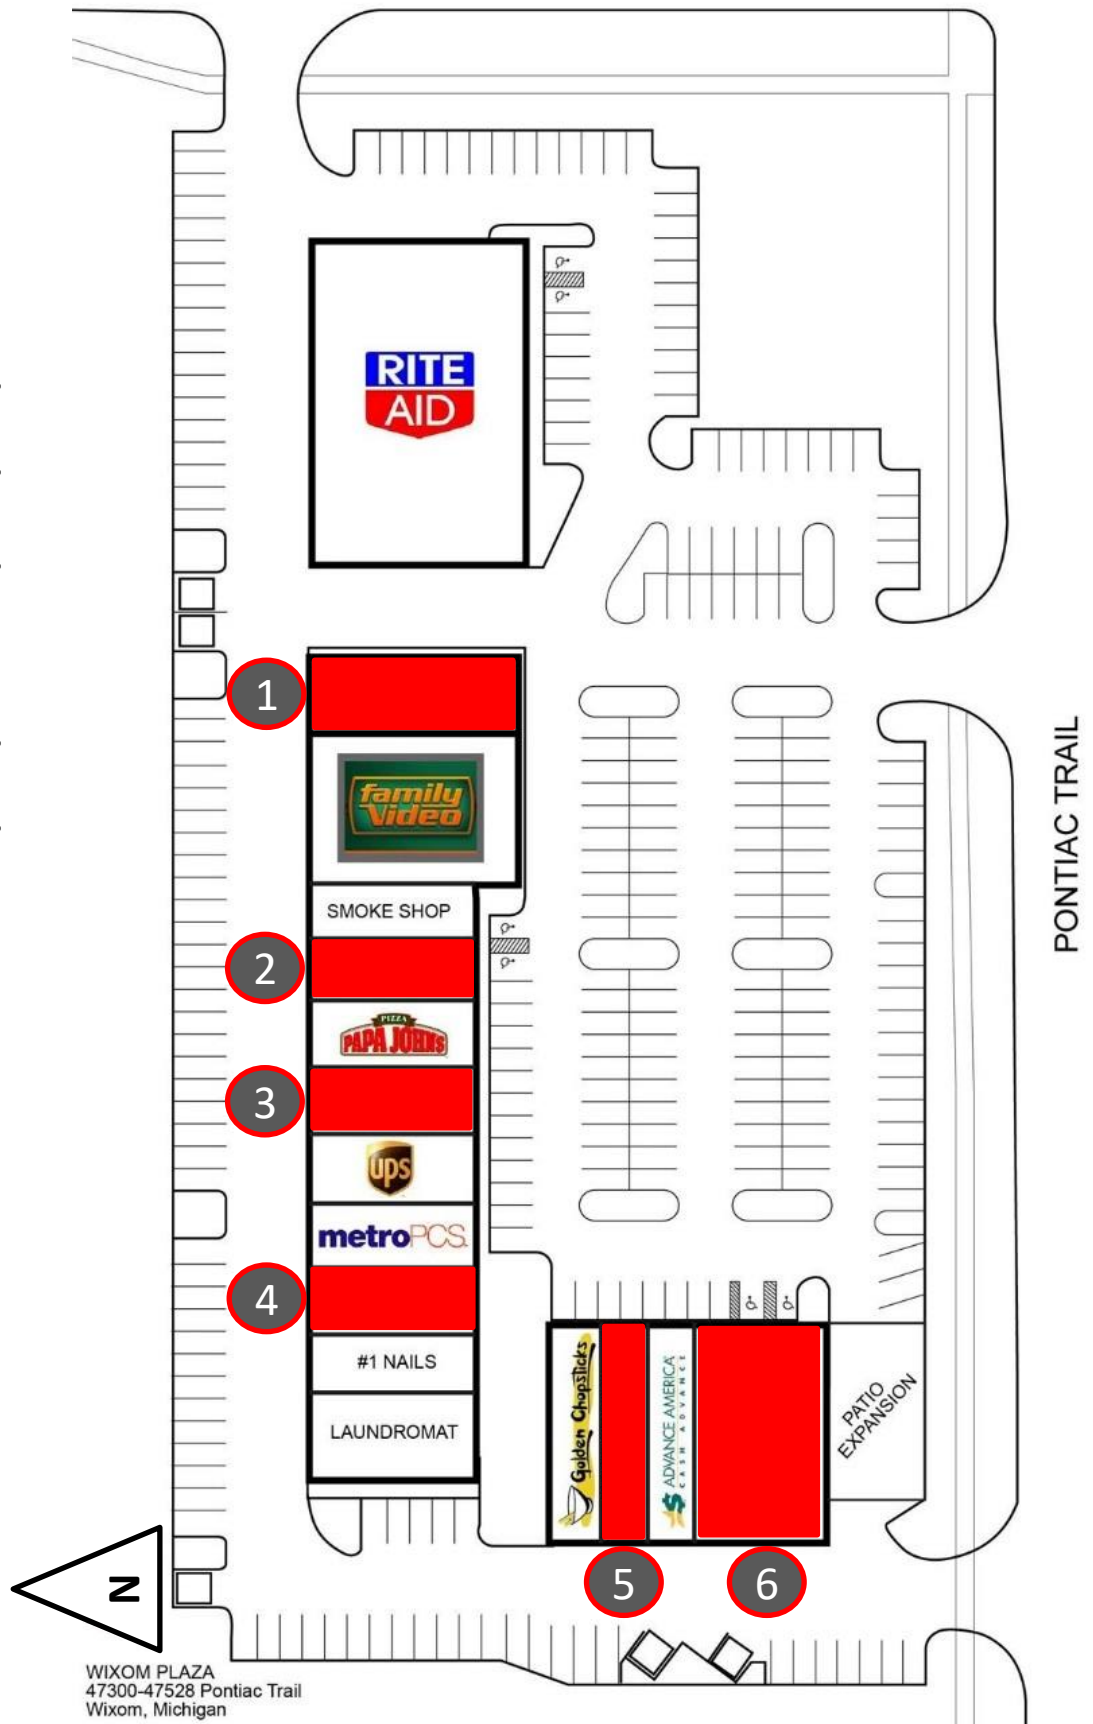 RITE
AID
1
family
Video
SMOKE SHOP
2
PIZZA
PAPA JOHN'S
3
ups
metroPCS.
4
#1 NAILS
LAUNDROMAT
Golden Chopsticks
ADVANCE AMERICA
CASH ADVANCE
PATIO
EXPANSION
5
6
PONTIAC TRAIL
N
WIXOM PLAZA
47300-47528 Pontiac Trail
Wixom, Michigan